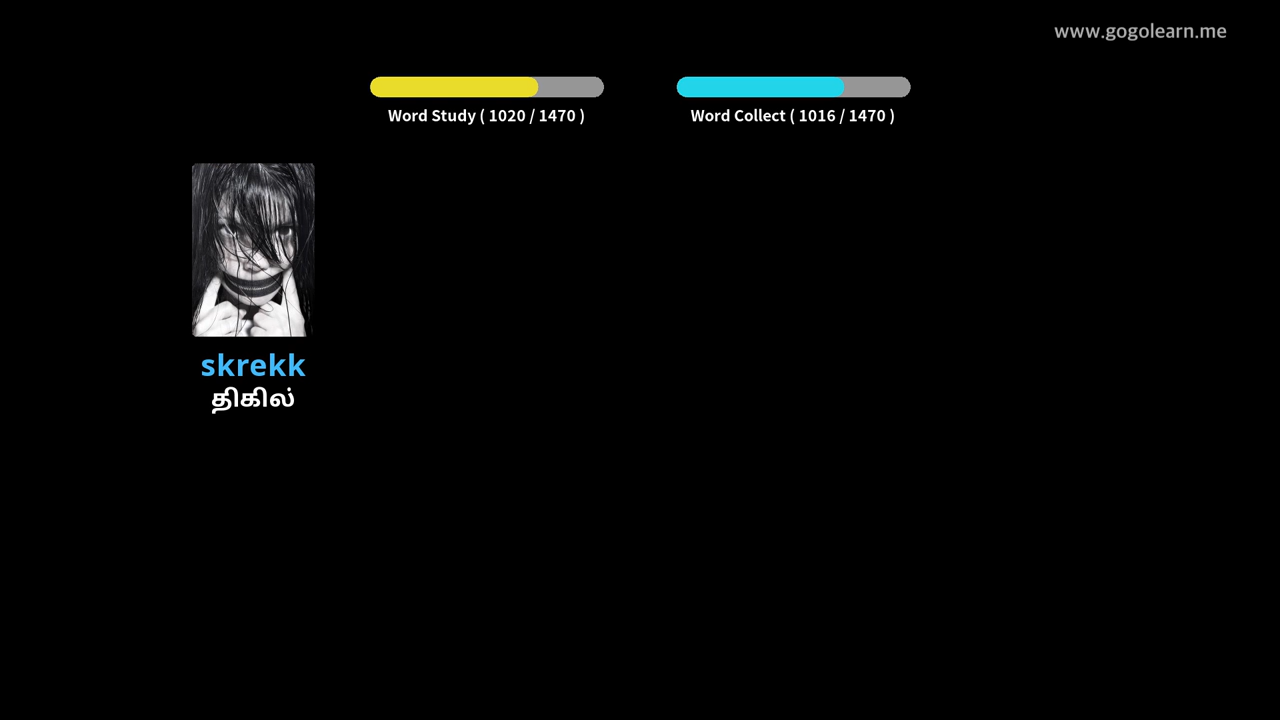 www.gogolearn.me
Word Study ( 1020 / 1470 )
Word Collect ( 1016 / 1470 )
skrekk
திகில்